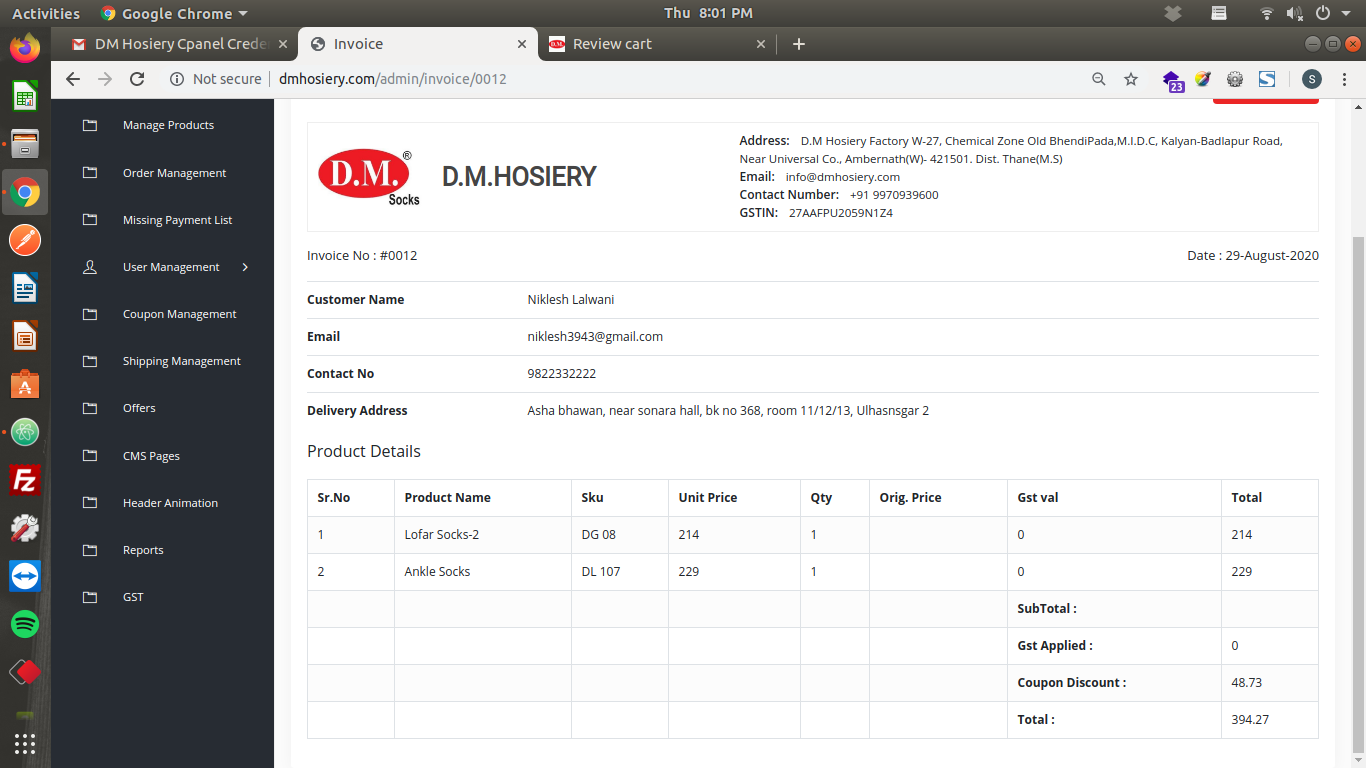 Activities Google Chrome Thu 8:01 PM
DM Hosiery Cpanel Crede Invoice Review cart
Not secure dmhosiery.com/admin/invoice/0012
23
S
Manage Products
Order Management
Missing Payment List
User Management
Coupon Management
Shipping Management
Offers
CMS Pages
Header Animation
Reports
GST
D.M.®
Socks
D.M.HOSIERY
Address: D.M Hosiery Factory W-27, Chemical Zone Old BhendiPada,M.I.D.C, Kalyan-Badlapur Road,
Near Universal Co., Ambernath(W)- 421501. Dist. Thane(M.S)
Email: info@dmhosiery.com
Contact Number: +91 9970939600
GSTIN: 27AAFPU2059N1Z4
Invoice No : #0012 Date : 29-August-2020
Customer Name Niklesh Lalwani
Email niklesh3943@gmail.com
Contact No 9822332222
Delivery Address Asha bhawan, near sonara hall, bk no 368, room 11/12/13, Ulhasnsgar 2
Product Details
Sr.No Product Name Sku Unit Price Qty Orig. Price Gst val Total
1 Lofar Socks-2 DG 08 214 1 0 214
2 Ankle Socks DL 107 229 1 0 229
SubTotal :
Gst Applied : 0
Coupon Discount : 48.73
Total : 394.27